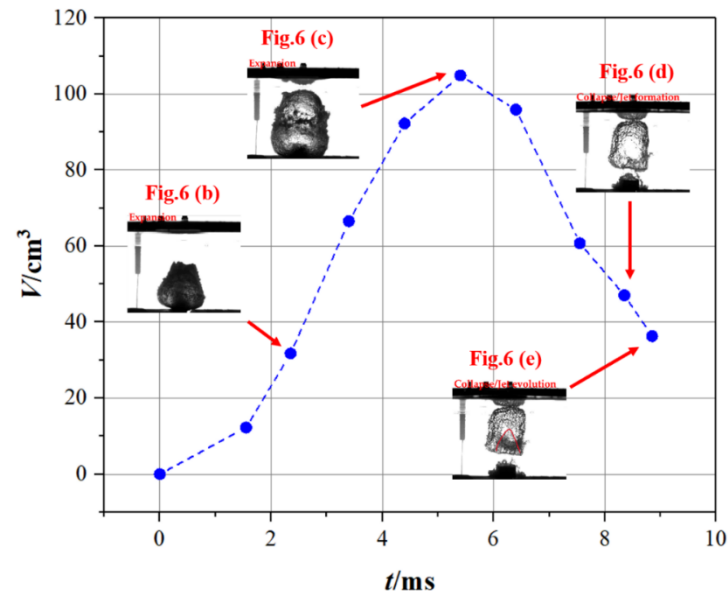 120
100
80
60
40
20
0
V/cm³
0
2
4
6
8
10
t/ms
Fig.6 (c)
Expansion
Fig.6 (d)
Collapse/Jet formation
Fig.6 (b)
Expansion
Fig.6 (e)
Collapse/Jet evolution